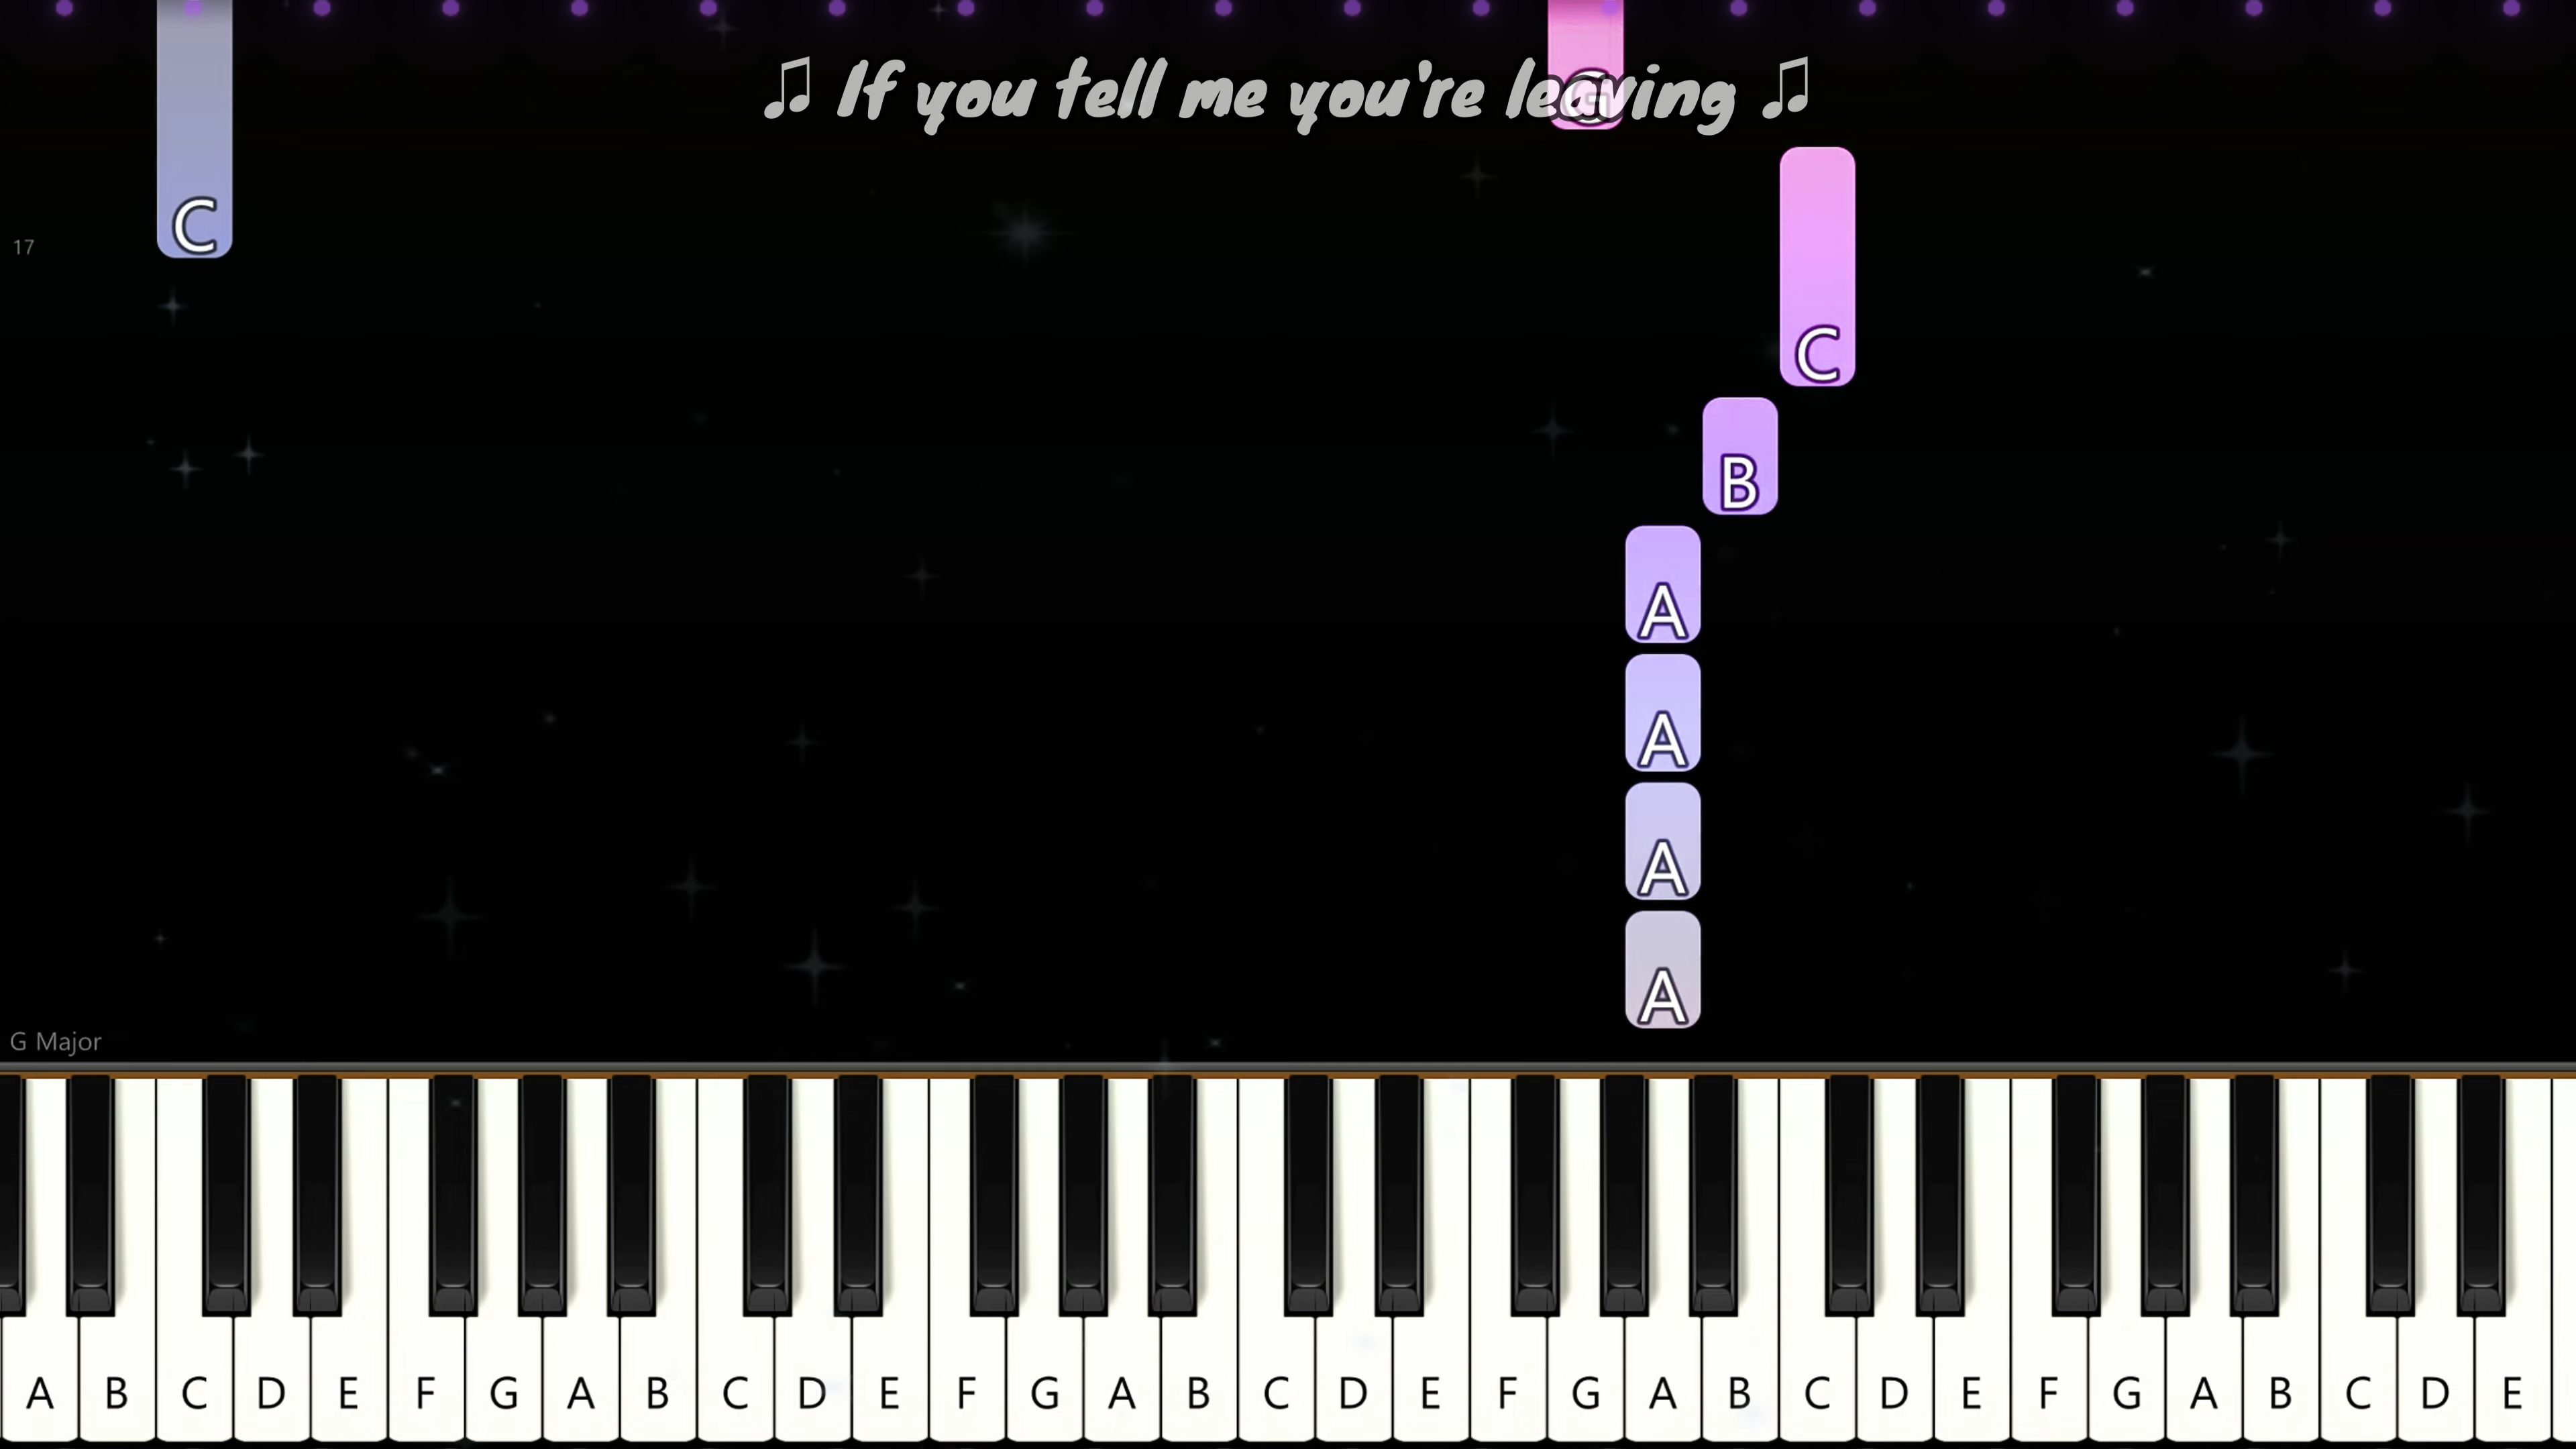 ♫ If you tell me you're leaving ♫
G
C
17
C
B
A
A
A
A
G Major
A B C D E F G A B C D E F G A B C D E F G A B C D E F G A B C D E